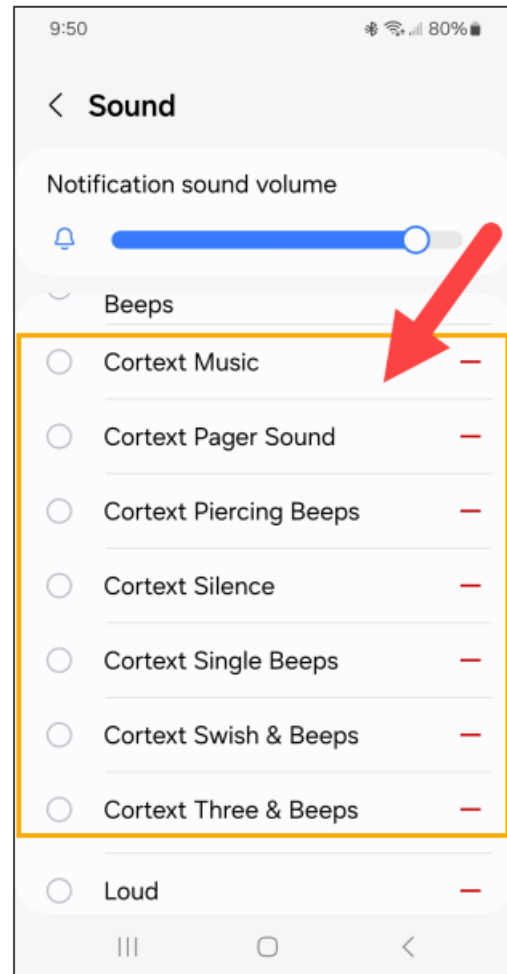 9:50 80%
Sound
Notification sound volume
Beeps
Cortext Music
Cortext Pager Sound
Cortext Piercing Beeps
Cortext Silence
Cortext Single Beeps
Cortext Swish & Beeps
Cortext Three & Beeps
Loud